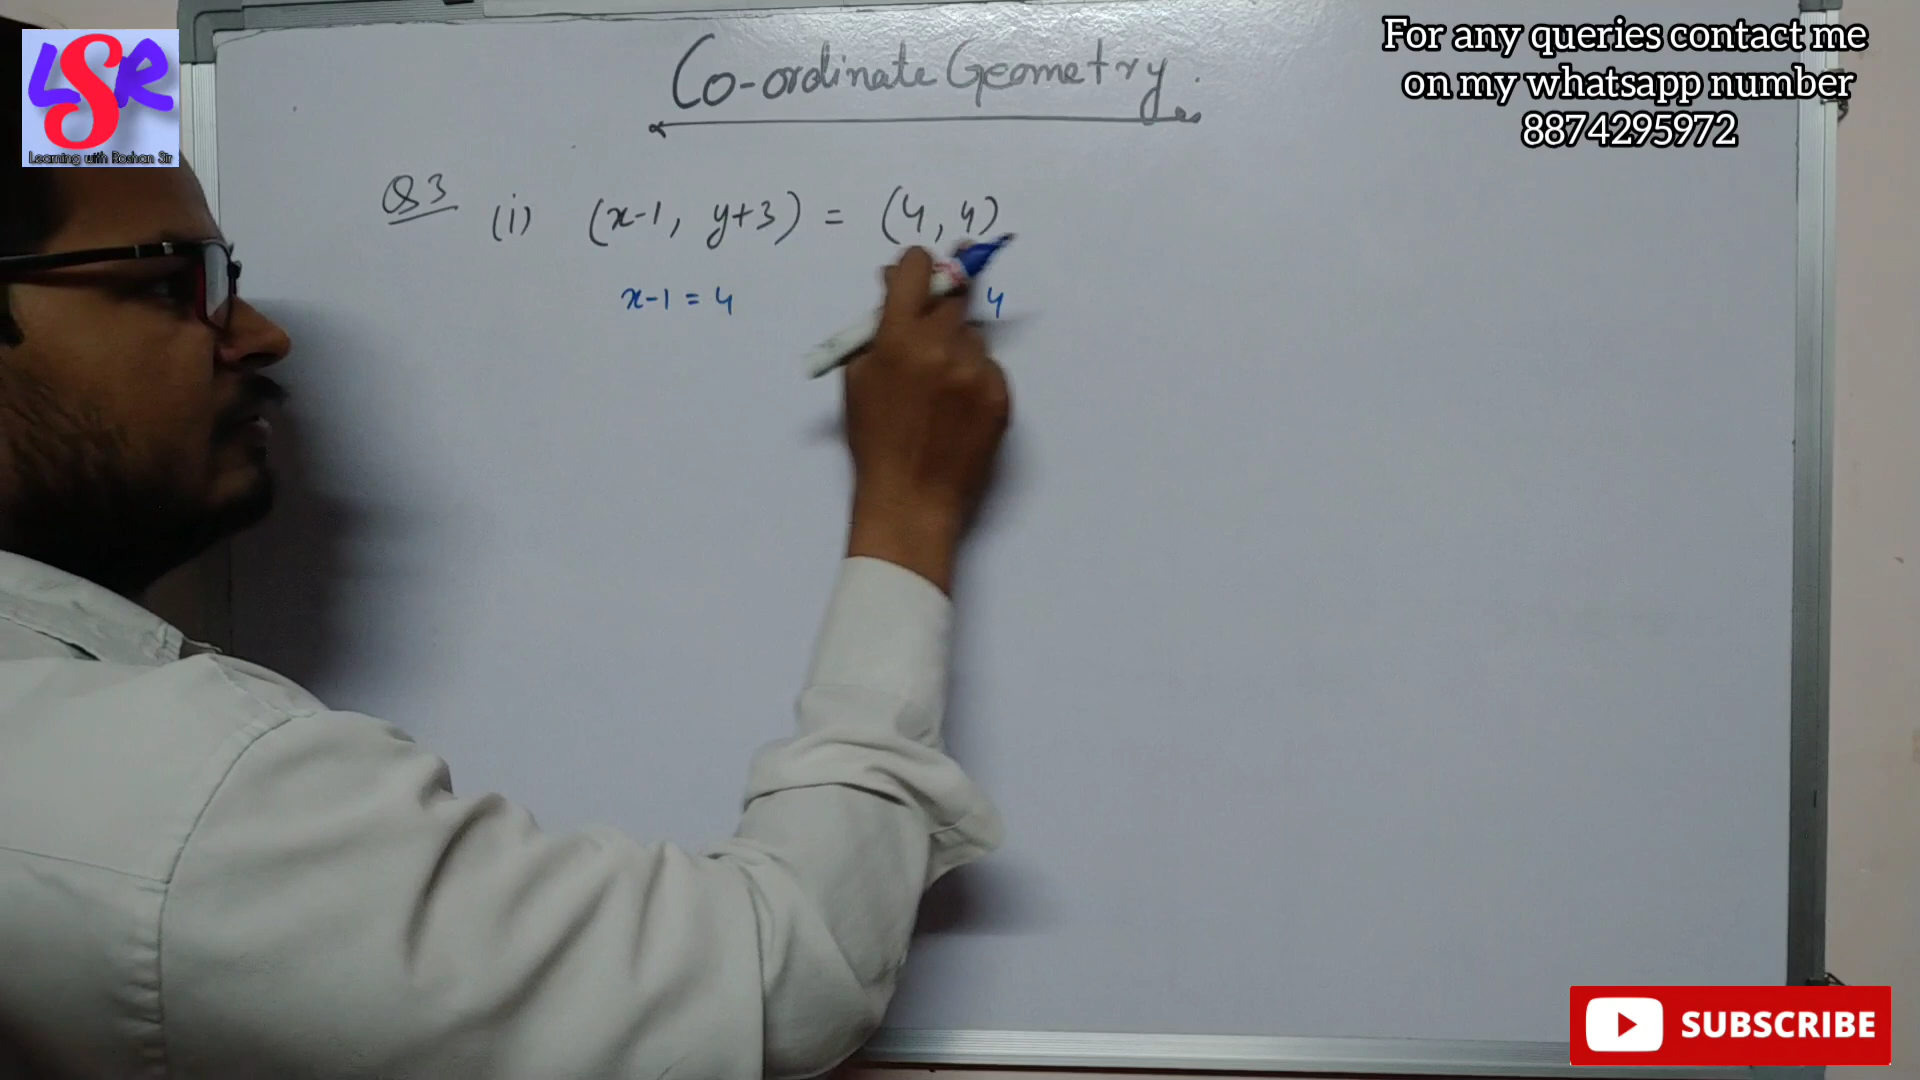 LSR
Learning with Roshan Sir
For any queries contact me
on my whatsapp number
8874295972
Co-ordinate Geometry.
Q3 (i) (x-1, y+3) = (4,4)
x-1 = 4
4
SUBSCRIBE